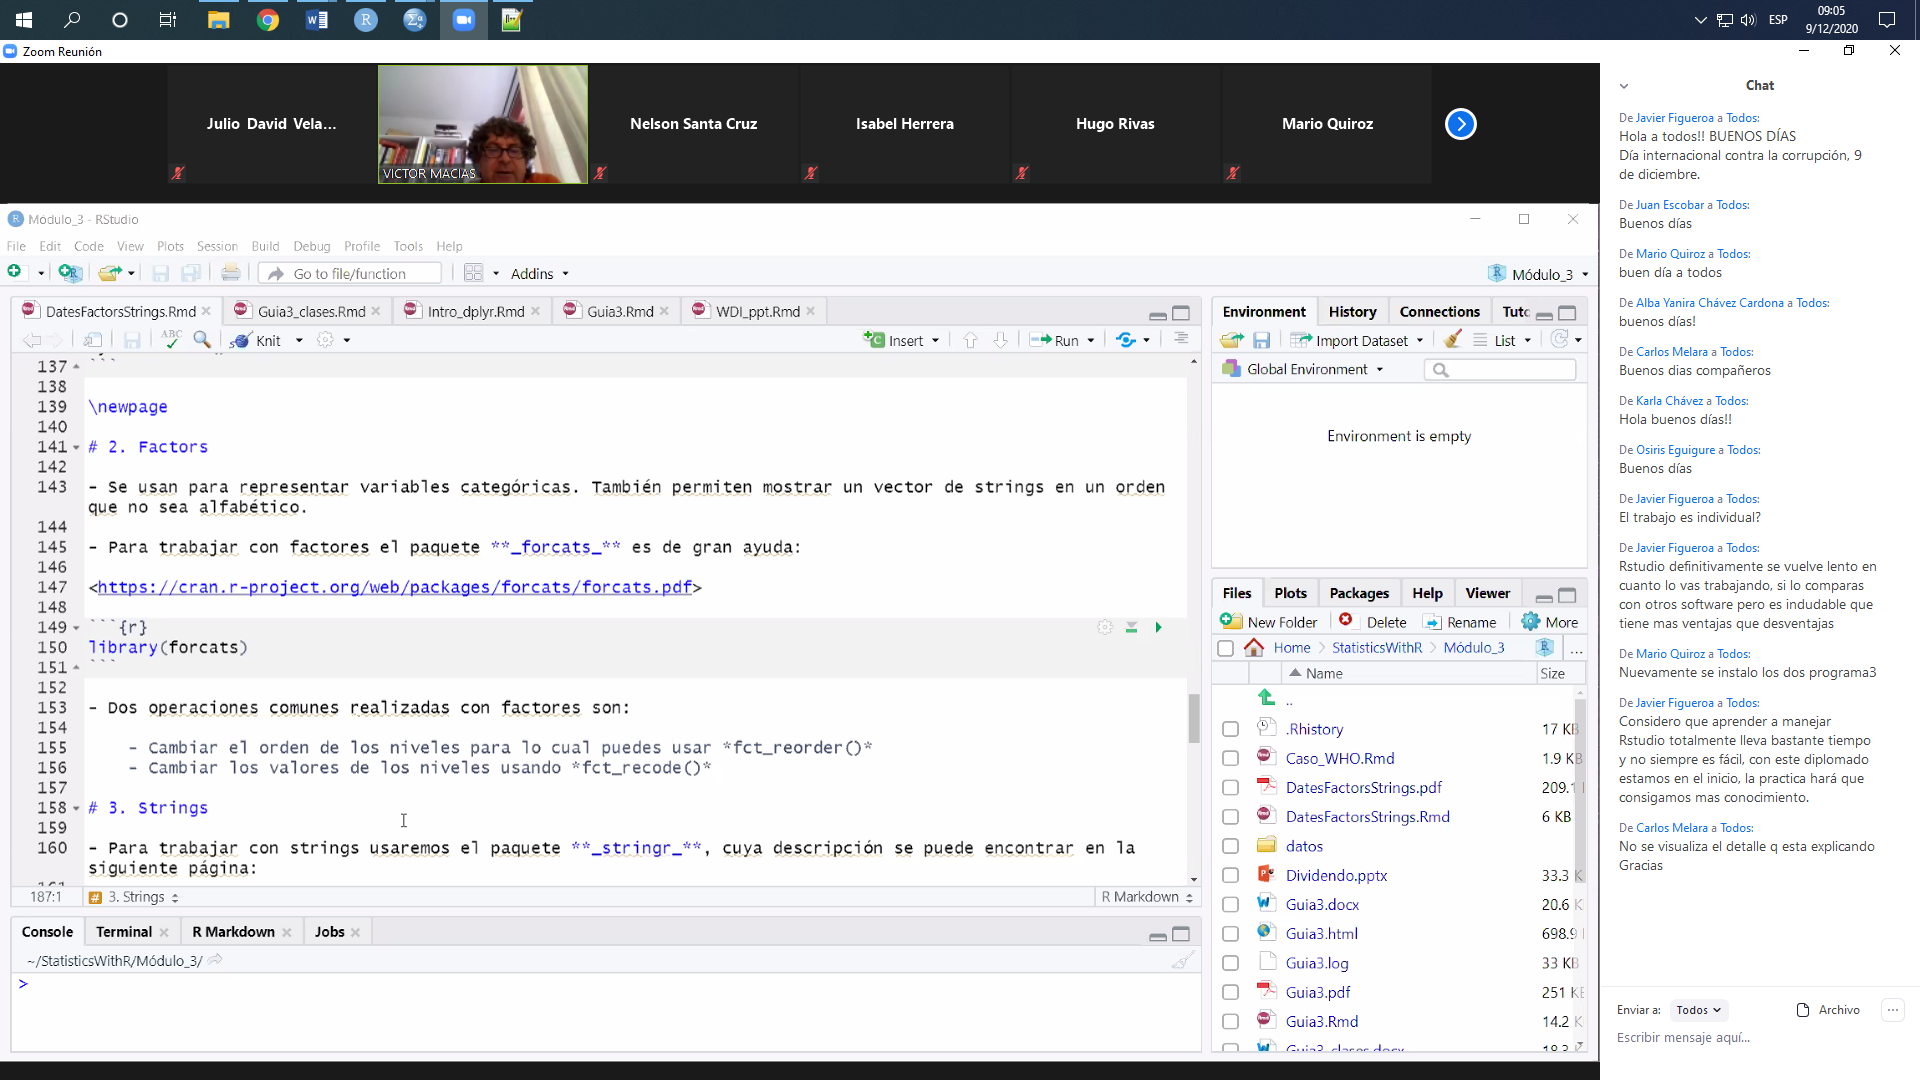 ESP
09:05
9/12/2020
Zoom Reunión
Julio David Vela...
VICTOR MACIAS
Nelson Santa Cruz
Isabel Herrera
Hugo Rivas
Mario Quiroz
Módulo_3 - RStudio
File Edit Code View Plots Session Build Debug Profile Tools Help
Go to file/function
Addins
Módulo_3
DatesFactorsStrings.Rmd
Guia3_clases.Rmd
Intro_dplyr.Rmd
Guia3.Rmd
WDI_ppt.Rmd
ABC
Knit
Insert
Run
137 ```
138
139 \newpage
140
141 # 2. Factors
142
143 - Se usan para representar variables categóricas. También permiten mostrar un vector de strings en un orden
que no sea alfabético.
144
145 - Para trabajar con factores el paquete **_forcats_** es de gran ayuda:
146
147 <https://cran.r-project.org/web/packages/forcats/forcats.pdf>
148
149 ```{r}
150 library(forcats)
151 ```
152
153 - Dos operaciones comunes realizadas con factores son:
154
155 - Cambiar el orden de los niveles para lo cual puedes usar *fct_reorder()*
156 - Cambiar los valores de los niveles usando *fct_recode()*
157
158 # 3. Strings
159
160 - Para trabajar con strings usaremos el paquete **_stringr_**, cuya descripción se puede encontrar en la
siguiente página:
187:1
# 3. Strings
R Markdown
Console Terminal R Markdown Jobs
~/StatisticsWithR/Módulo_3/
>
Environment History Connections Tutc
Import Dataset
List
Global Environment
Environment is empty
Files Plots Packages Help Viewer
New Folder Delete Rename More
Home StatisticsWithR Módulo_3 ...
Name Size
..
.Rhistory 17 KB
Caso_WHO.Rmd 1.9 KB
DatesFactorsStrings.pdf 209.1
DatesFactorsStrings.Rmd 6 KB
datos
Dividendo.pptx 33.3 K
Guia3.docx 20.6 K
Guia3.html 698.9
Guia3.log 33 KB
Guia3.pdf 251 KB
Guia3.Rmd 14.2 K
Guia3_clases.docx
Chat
De Javier Figueroa a Todos:
Hola a todos!! BUENOS DÍAS
Día internacional contra la corrupción, 9
de diciembre.
De Juan Escobar a Todos:
Buenos días
De Mario Quiroz a Todos:
buen día a todos
De Alba Yanira Chávez Cardona a Todos:
buenos días!
De Carlos Melara a Todos:
Buenos dias compañeros
De Karla Chávez a Todos:
Hola buenos días!!
De Osiris Eguigure a Todos:
Buenos días
De Javier Figueroa a Todos:
El trabajo es individual?
De Javier Figueroa a Todos:
Rstudio definitivamente se vuelve lento en
cuanto lo vas trabajando, si lo comparas
con otros software pero es indudable que
tiene mas ventajas que desventajas
De Mario Quiroz a Todos:
Nuevamente se instalo los dos programa3
De Javier Figueroa a Todos:
Considero que aprender a manejar
Rstudio totalmente lleva bastante tiempo
y no siempre es fácil, con este diplomado
estamos en el inicio, la practica hará que
consigamos mas conocimiento.
De Carlos Melara a Todos:
No se visualiza el detalle q esta explicando
Gracias
Enviar a: Todos
Archivo
...
Escribir mensaje aquí...